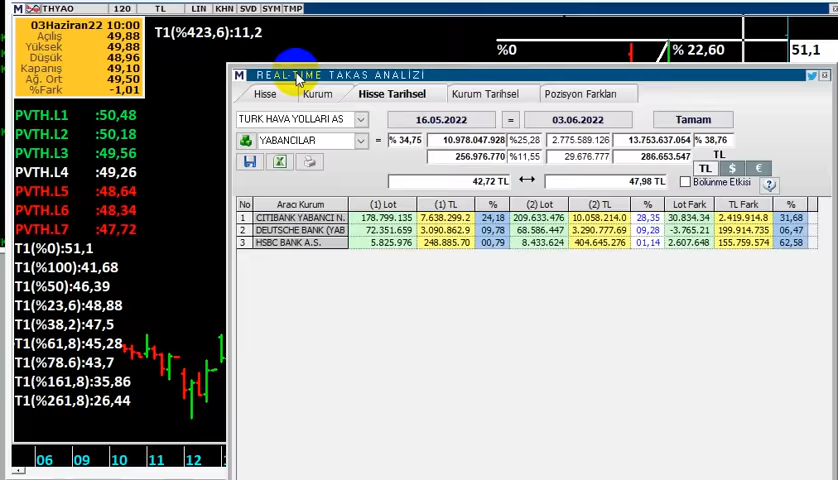 M THYAO 120 TL LIN KHN SVD SYM TMP
03Haziran22 10:00
Açılış 49,88
Yüksek 49,88
Düşük 48,96
Kapanış 49,10
Ağ. Ort 49,50
%Fark -1,01
T1(%423,6):11,2
%0 % 22,60 51,1
PVTH.L1 :50,48
PVTH.L2 :50,18
PVTH.L3 :49,56
PVTH.L4 :49,26
PVTH.L5 :48,64
PVTH.L6 :48,34
PVTH.L7 :47,72
T1(%0):51,1
T1(%100):41,68
T1(%50):46,39
T1(%23,6):48,88
T1(%38,2):47,5
T1(%61,8):45,28
T1(%78.6):43,7
T1(%161,8):35,86
T1(%261,8):26,44
06 09 10 11 12
M REAL-TIME TAKAS ANALİZİ
Hisse Kurum Hisse Tarihsel Kurum Tarihsel Pozisyon Farkları
TURK HAVA YOLLARI AS 16.05.2022 = 03.06.2022 Tamam
YABANCILAR = % 34,75 10.978.047.928 %25,28 2.775.589.126 13.753.637.054 % 38,76
256.976.770 %11,55 29.676.777 286.653.547 TL
TL $ €
42,72 TL 47,98 TL Bölünme Etkisi
No Aracı Kurum (1) Lot (1) TL % (2) Lot (2) TL % Lot Fark TL Fark %
1 CITIBANK YABANCI N. 178.799.135 7.638.299.2 24,18 209.633.476 10.058.214.0 28,35 30.834.34 2.419.914.8 31,68
2 DEUTSCHE BANK (YAB 72.351.659 3.090.862.9 09,78 68.586.447 3.290.777.69 09,28 -3.765.21 199.914.735 06,47
3 HSBC BANK A.S. 5.825.976 248.885.70 00,79 8.433.624 404.645.276 01,14 2.607.648 155.759.574 62,58